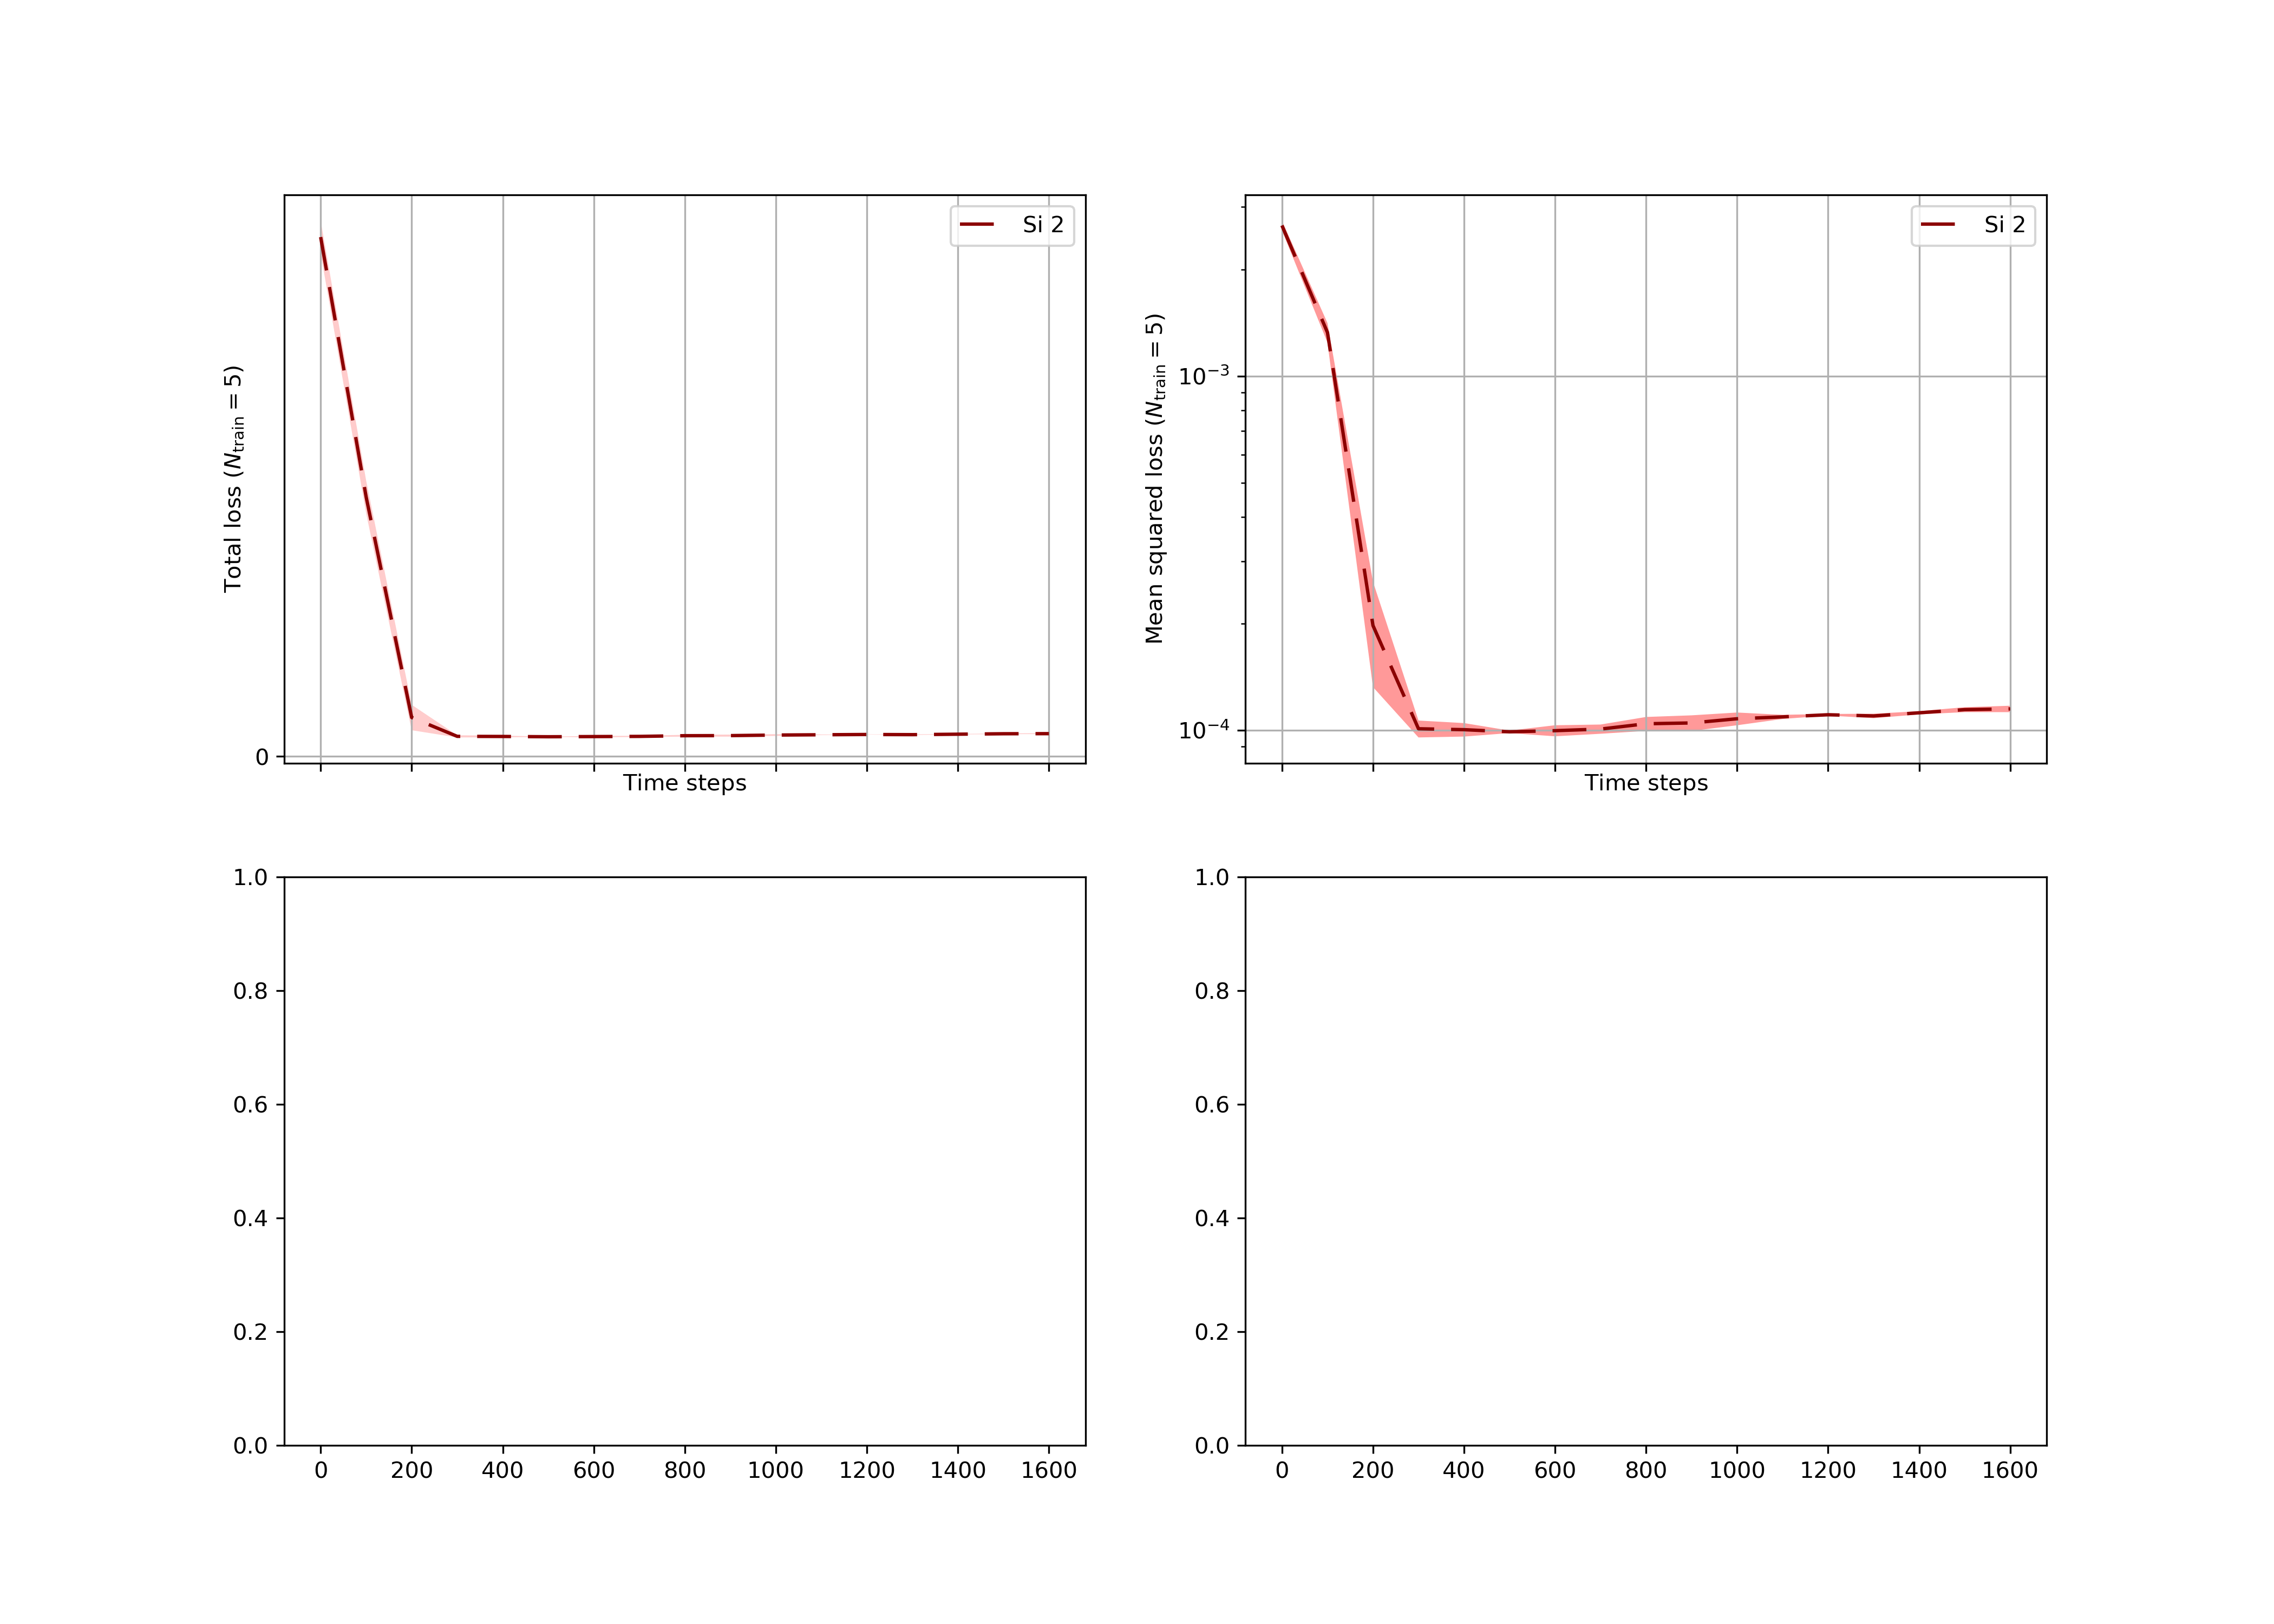 Si 2
Total loss (N_train = 5)
0
Time steps
Si 2
Mean squared loss (N_train = 5)
10⁻³
10⁻⁴
Time steps
1.0
0.8
0.6
0.4
0.2
0.0
0 200 400 600 800 1000 1200 1400 1600
1.0
0.8
0.6
0.4
0.2
0.0
0 200 400 600 800 1000 1200 1400 1600